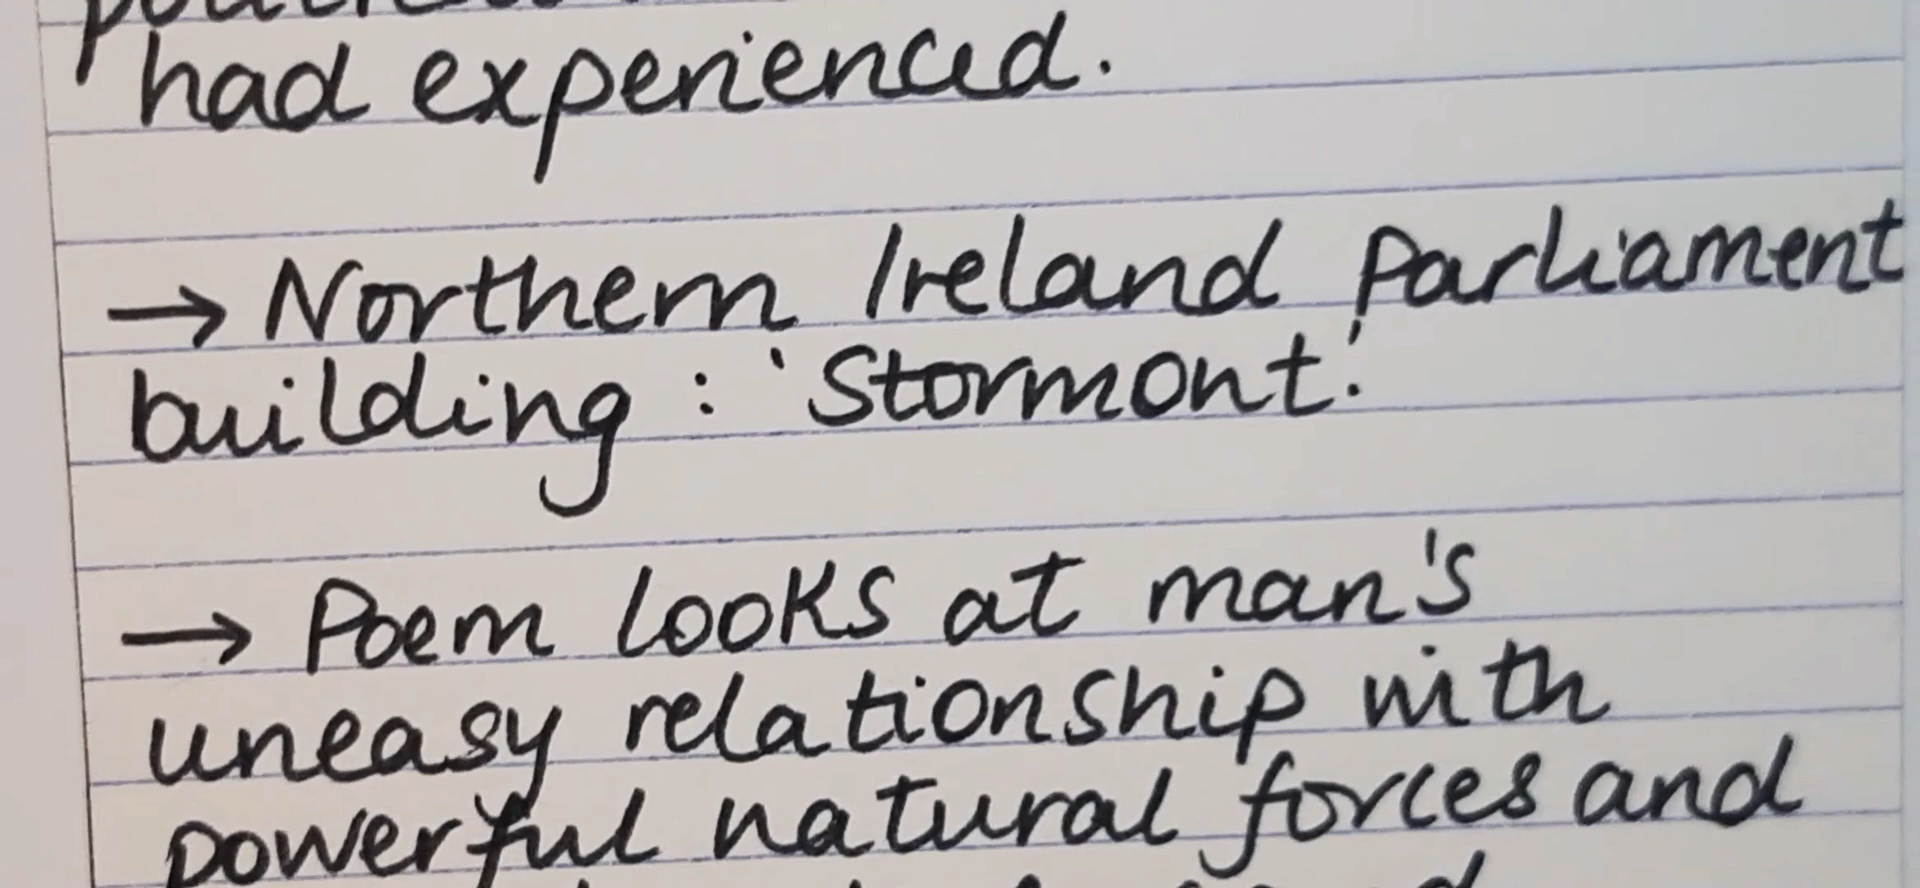 had experienced.
→ Northern Ireland Parliament
building : 'Stormont.'
→ Poem looks at man's
uneasy relationship with
powerful natural forces and